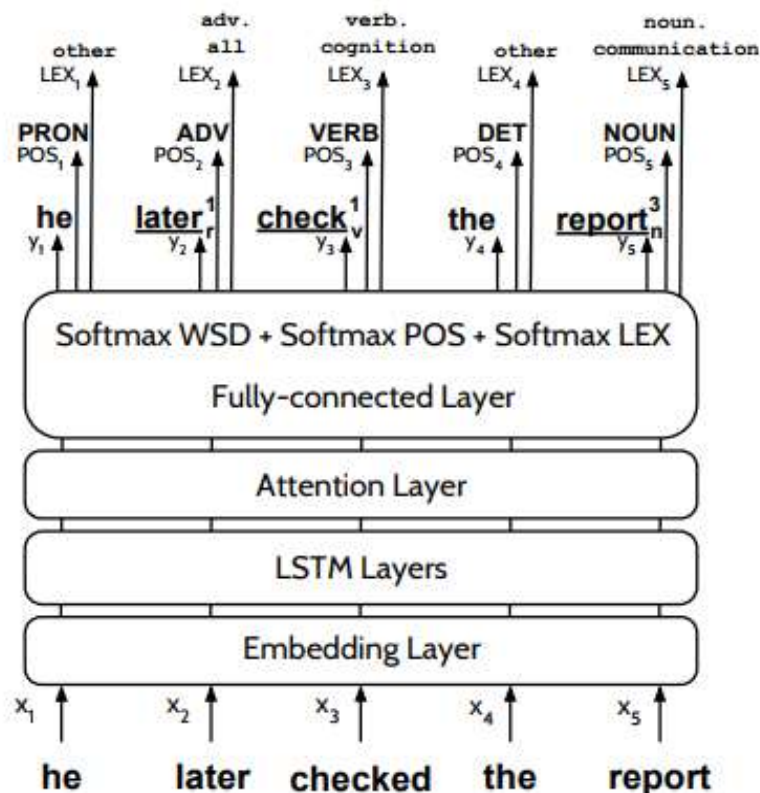 adv. verb. noun.
other all cognition other communication
LEX1 LEX2 LEX3 LEX4 LEX5
PRON ADV VERB DET NOUN
POS1 POS2 POS3 POS4 POS5
he later1r check1v the report3n
y1 y2 y3 y4 y5
Softmax WSD + Softmax POS + Softmax LEX
Fully-connected Layer
Attention Layer
LSTM Layers
Embedding Layer
x1 x2 x3 x4 x5
he later checked the report